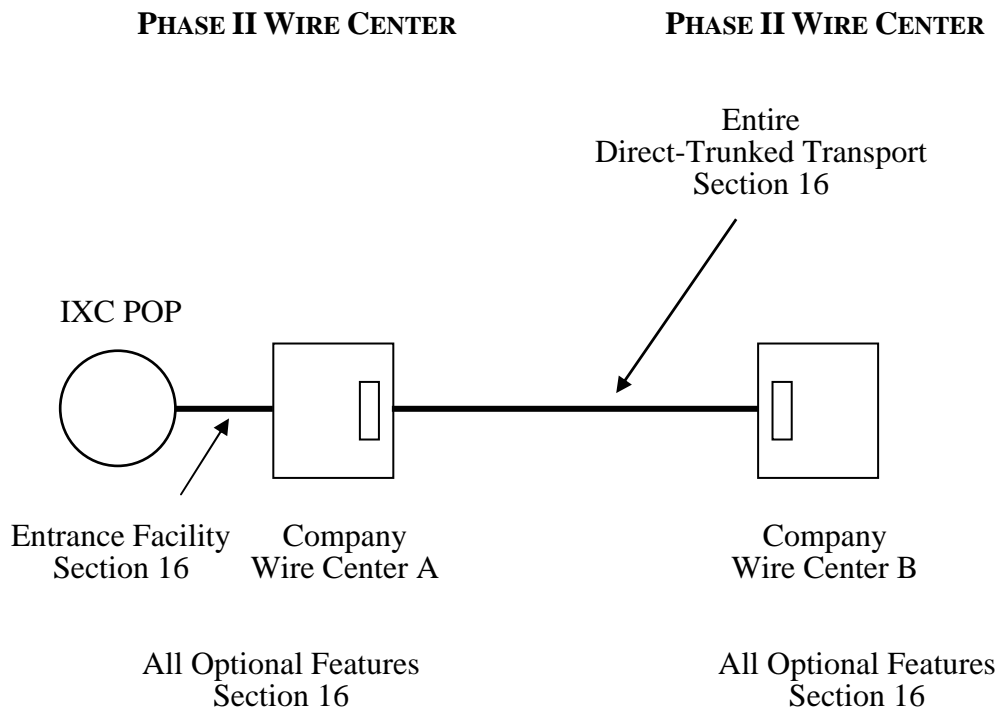 PHASE II WIRE CENTER
PHASE II WIRE CENTER
Entire
Direct-Trunked Transport
Section 16
IXC POP
Entrance Facility
Section 16
Company
Wire Center A
Company
Wire Center B
All Optional Features
Section 16
All Optional Features
Section 16